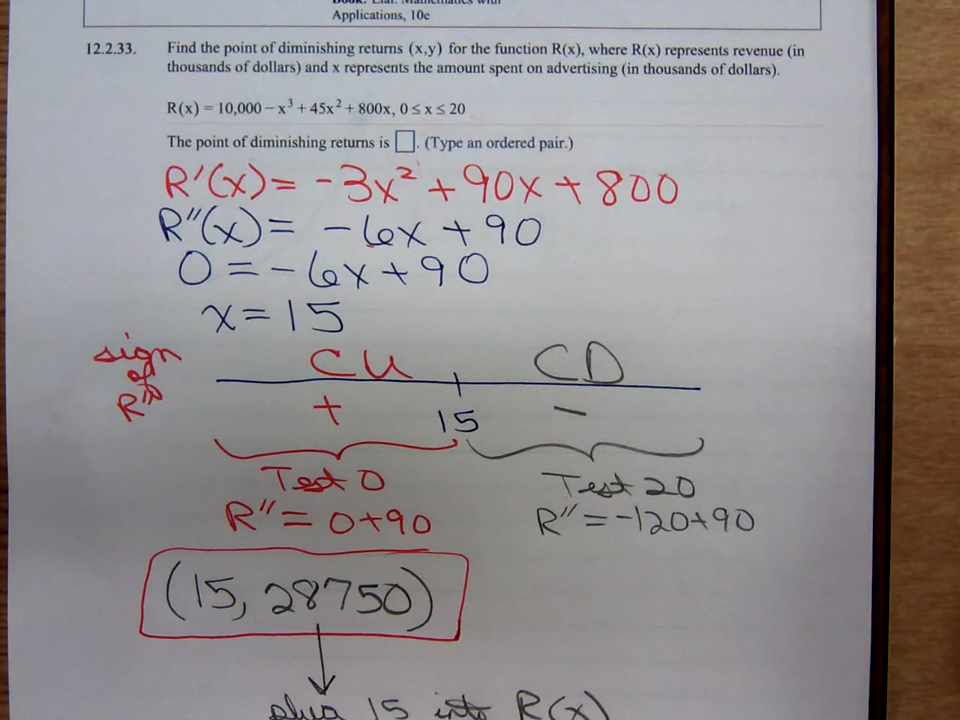 Applications, 10e
12.2.33. Find the point of diminishing returns (x,y) for the function R(x), where R(x) represents revenue (in
thousands of dollars) and x represents the amount spent on advertising (in thousands of dollars).
R(x) = 10,000 − x³ + 45x² + 800x, 0 ≤ x ≤ 20
The point of diminishing returns is □. (Type an ordered pair.)
R'(x) = -3x² + 90x + 800
R''(x) = -6x + 90
0 = -6x + 90
x = 15
sign of R''
CU CD
+ 15 −
Test 0 Test 20
R'' = 0+90 R'' = -120+90
(15, 28750)
plug 15 into R(x)